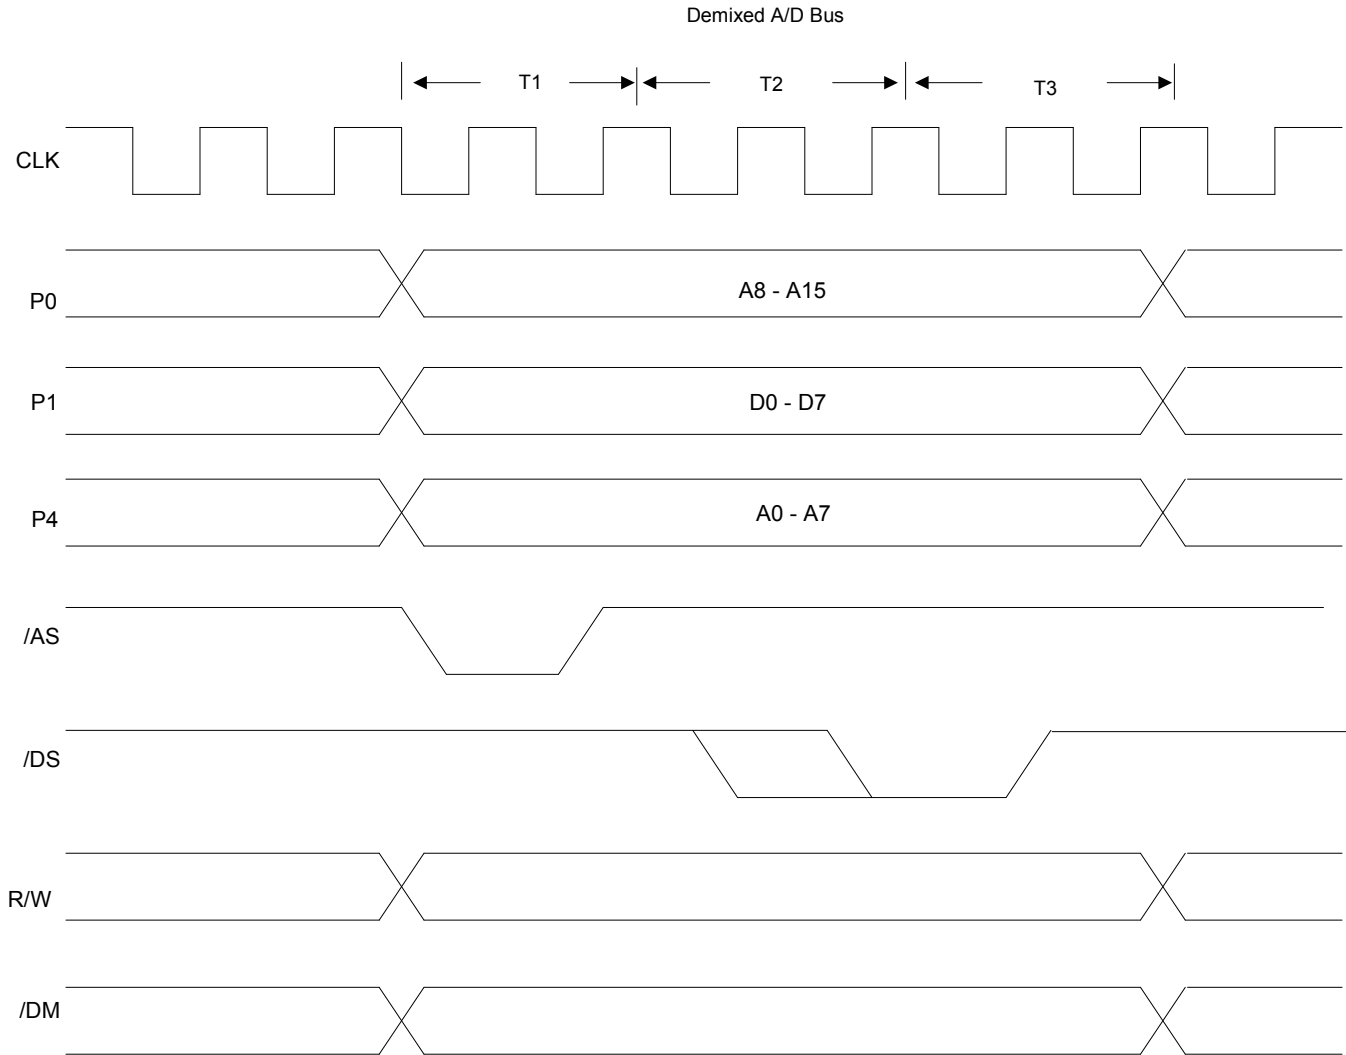 Demixed A/D Bus
T1
T2
T3
CLK
P0
A8 - A15
P1
D0 - D7
P4
A0 - A7
/AS
/DS
R/W
/DM